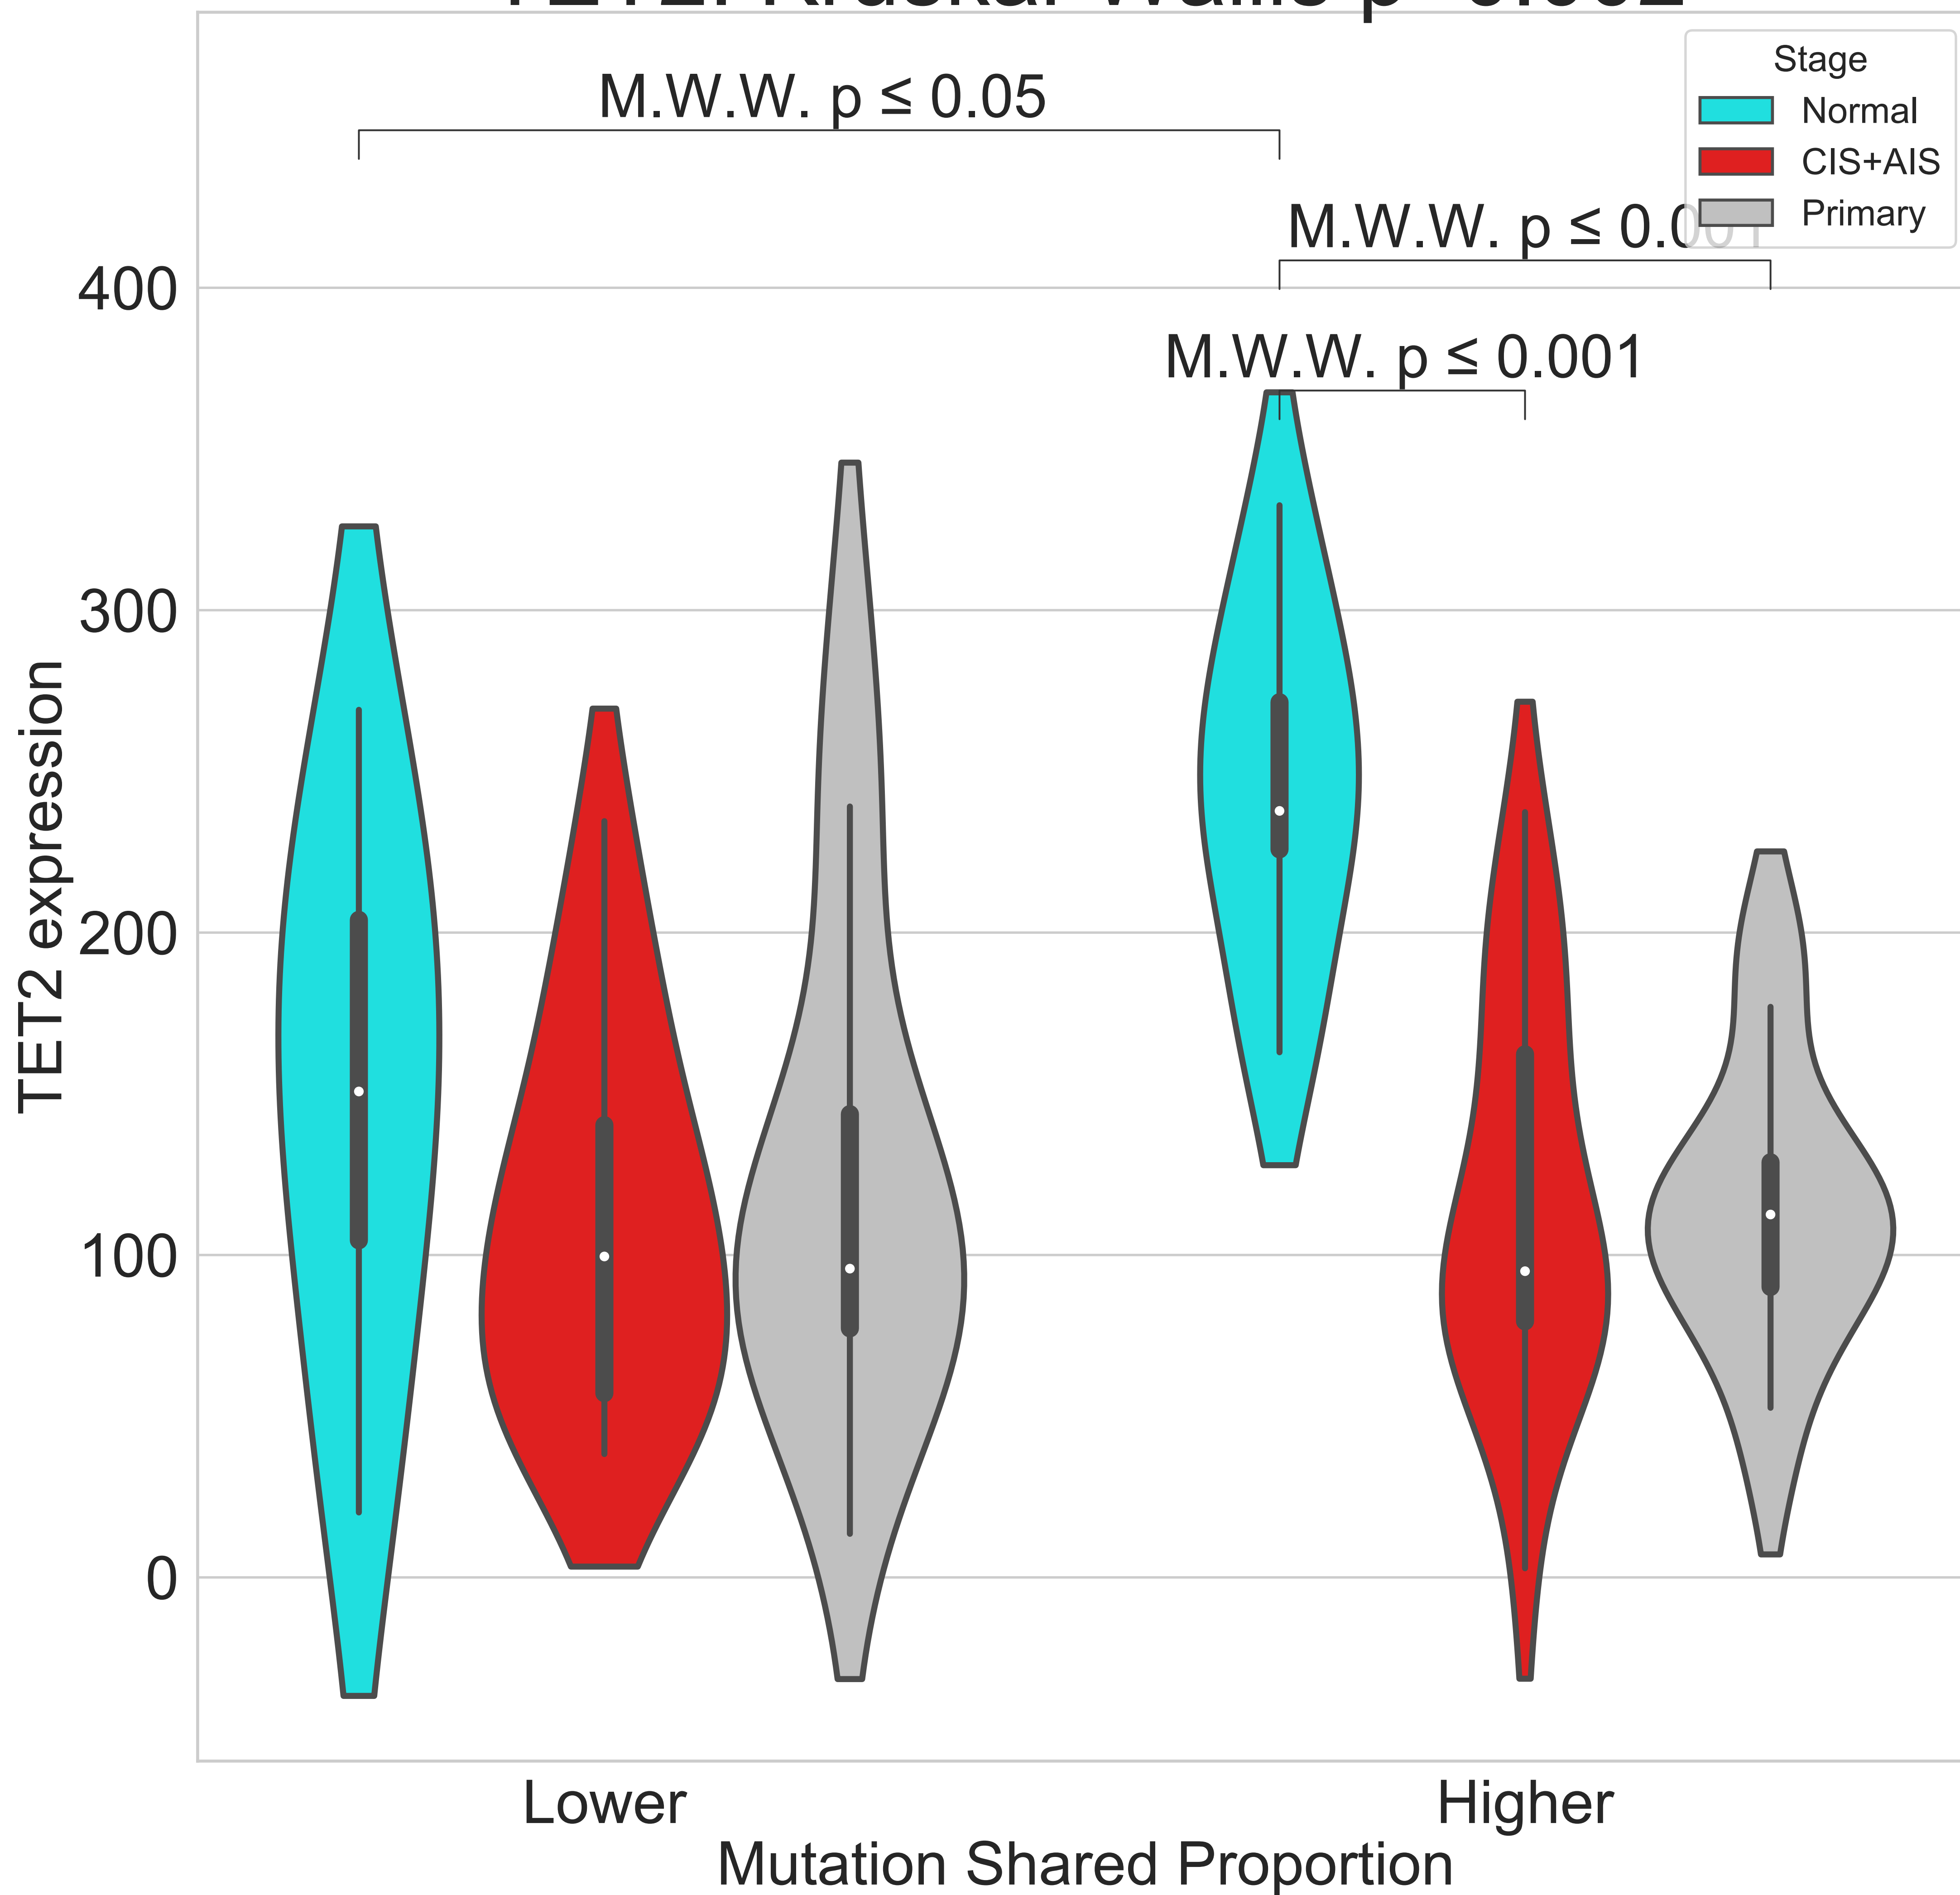 M.W.W. p ≤ 0.05
Stage
Normal
CIS+AIS
Primary
M.W.W. p ≤ 0.001
M.W.W. p ≤ 0.001
400
300
200
100
0
TET2 expression
Lower
Higher
Mutation Shared Proportion